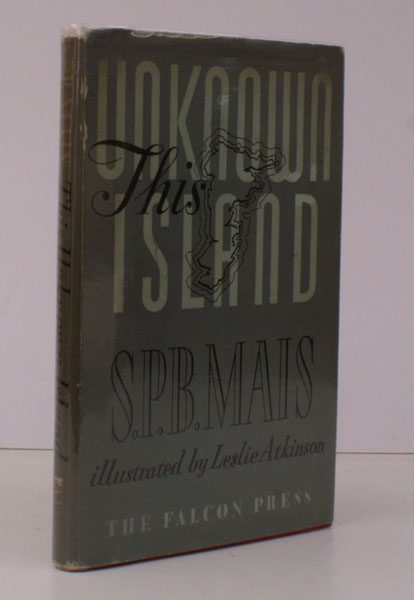 UNKNOWN
This
ISLAND
S.P.B. MAIS
illustrated by Leslie Atkinson
THE FALCON PRESS